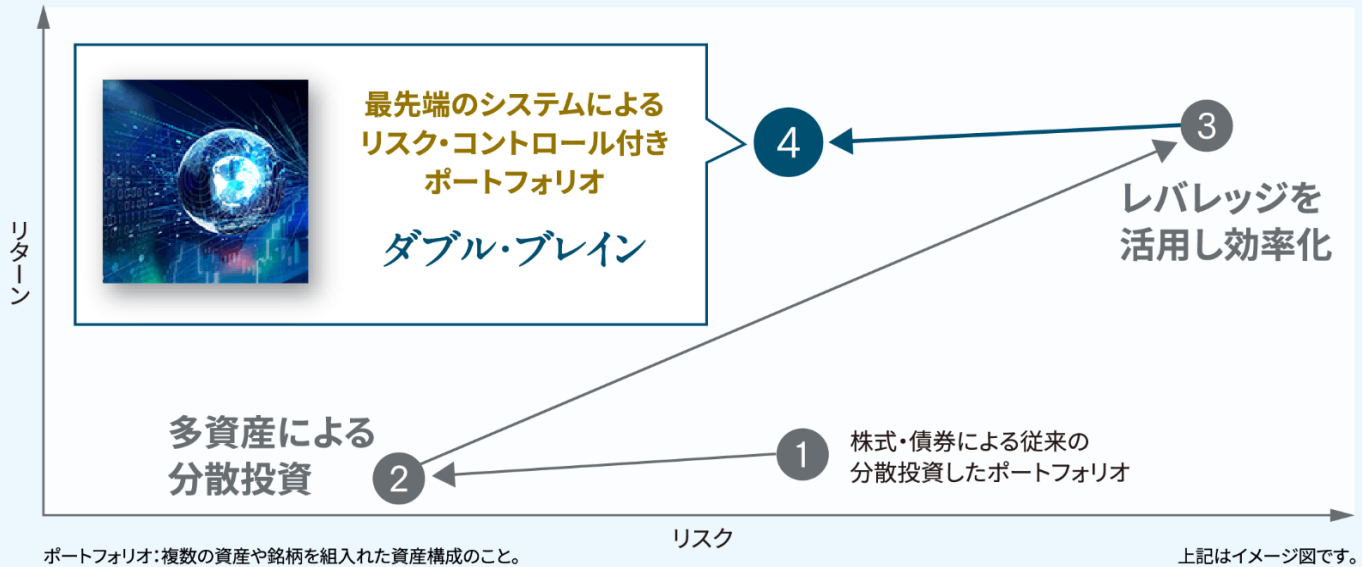 最先端のシステムによる
リスク・コントロール付き
ポートフォリオ
ダブル・ブレイン
4
3
レバレッジを
活用し効率化
リターン
多資産による
分散投資
2
1
株式・債券による従来の
分散投資したポートフォリオ
リスク
ポートフォリオ:複数の資産や銘柄を組入れた資産構成のこと。
上記はイメージ図です。